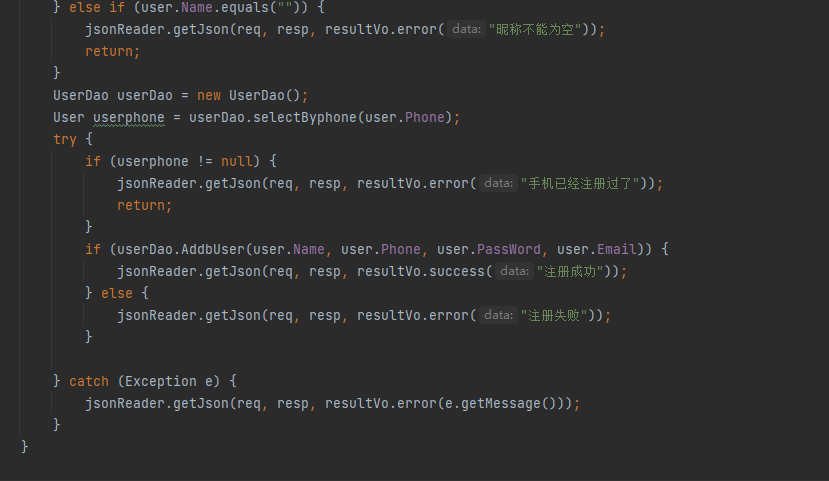 } else if (user.Name.equals("")) {
jsonReader.getJson(req, resp, resultVo.error( data: "昵称不能为空"));
return;
}
UserDao userDao = new UserDao();
User userphone = userDao.selectByphone(user.Phone);
try {
if (userphone != null) {
jsonReader.getJson(req, resp, resultVo.error( data: "手机已经注册过了"));
return;
}
if (userDao.AddbUser(user.Name, user.Phone, user.PassWord, user.Email)) {
jsonReader.getJson(req, resp, resultVo.success( data: "注册成功"));
} else {
jsonReader.getJson(req, resp, resultVo.error( data: "注册失败"));
}
} catch (Exception e) {
jsonReader.getJson(req, resp, resultVo.error(e.getMessage()));
}
}